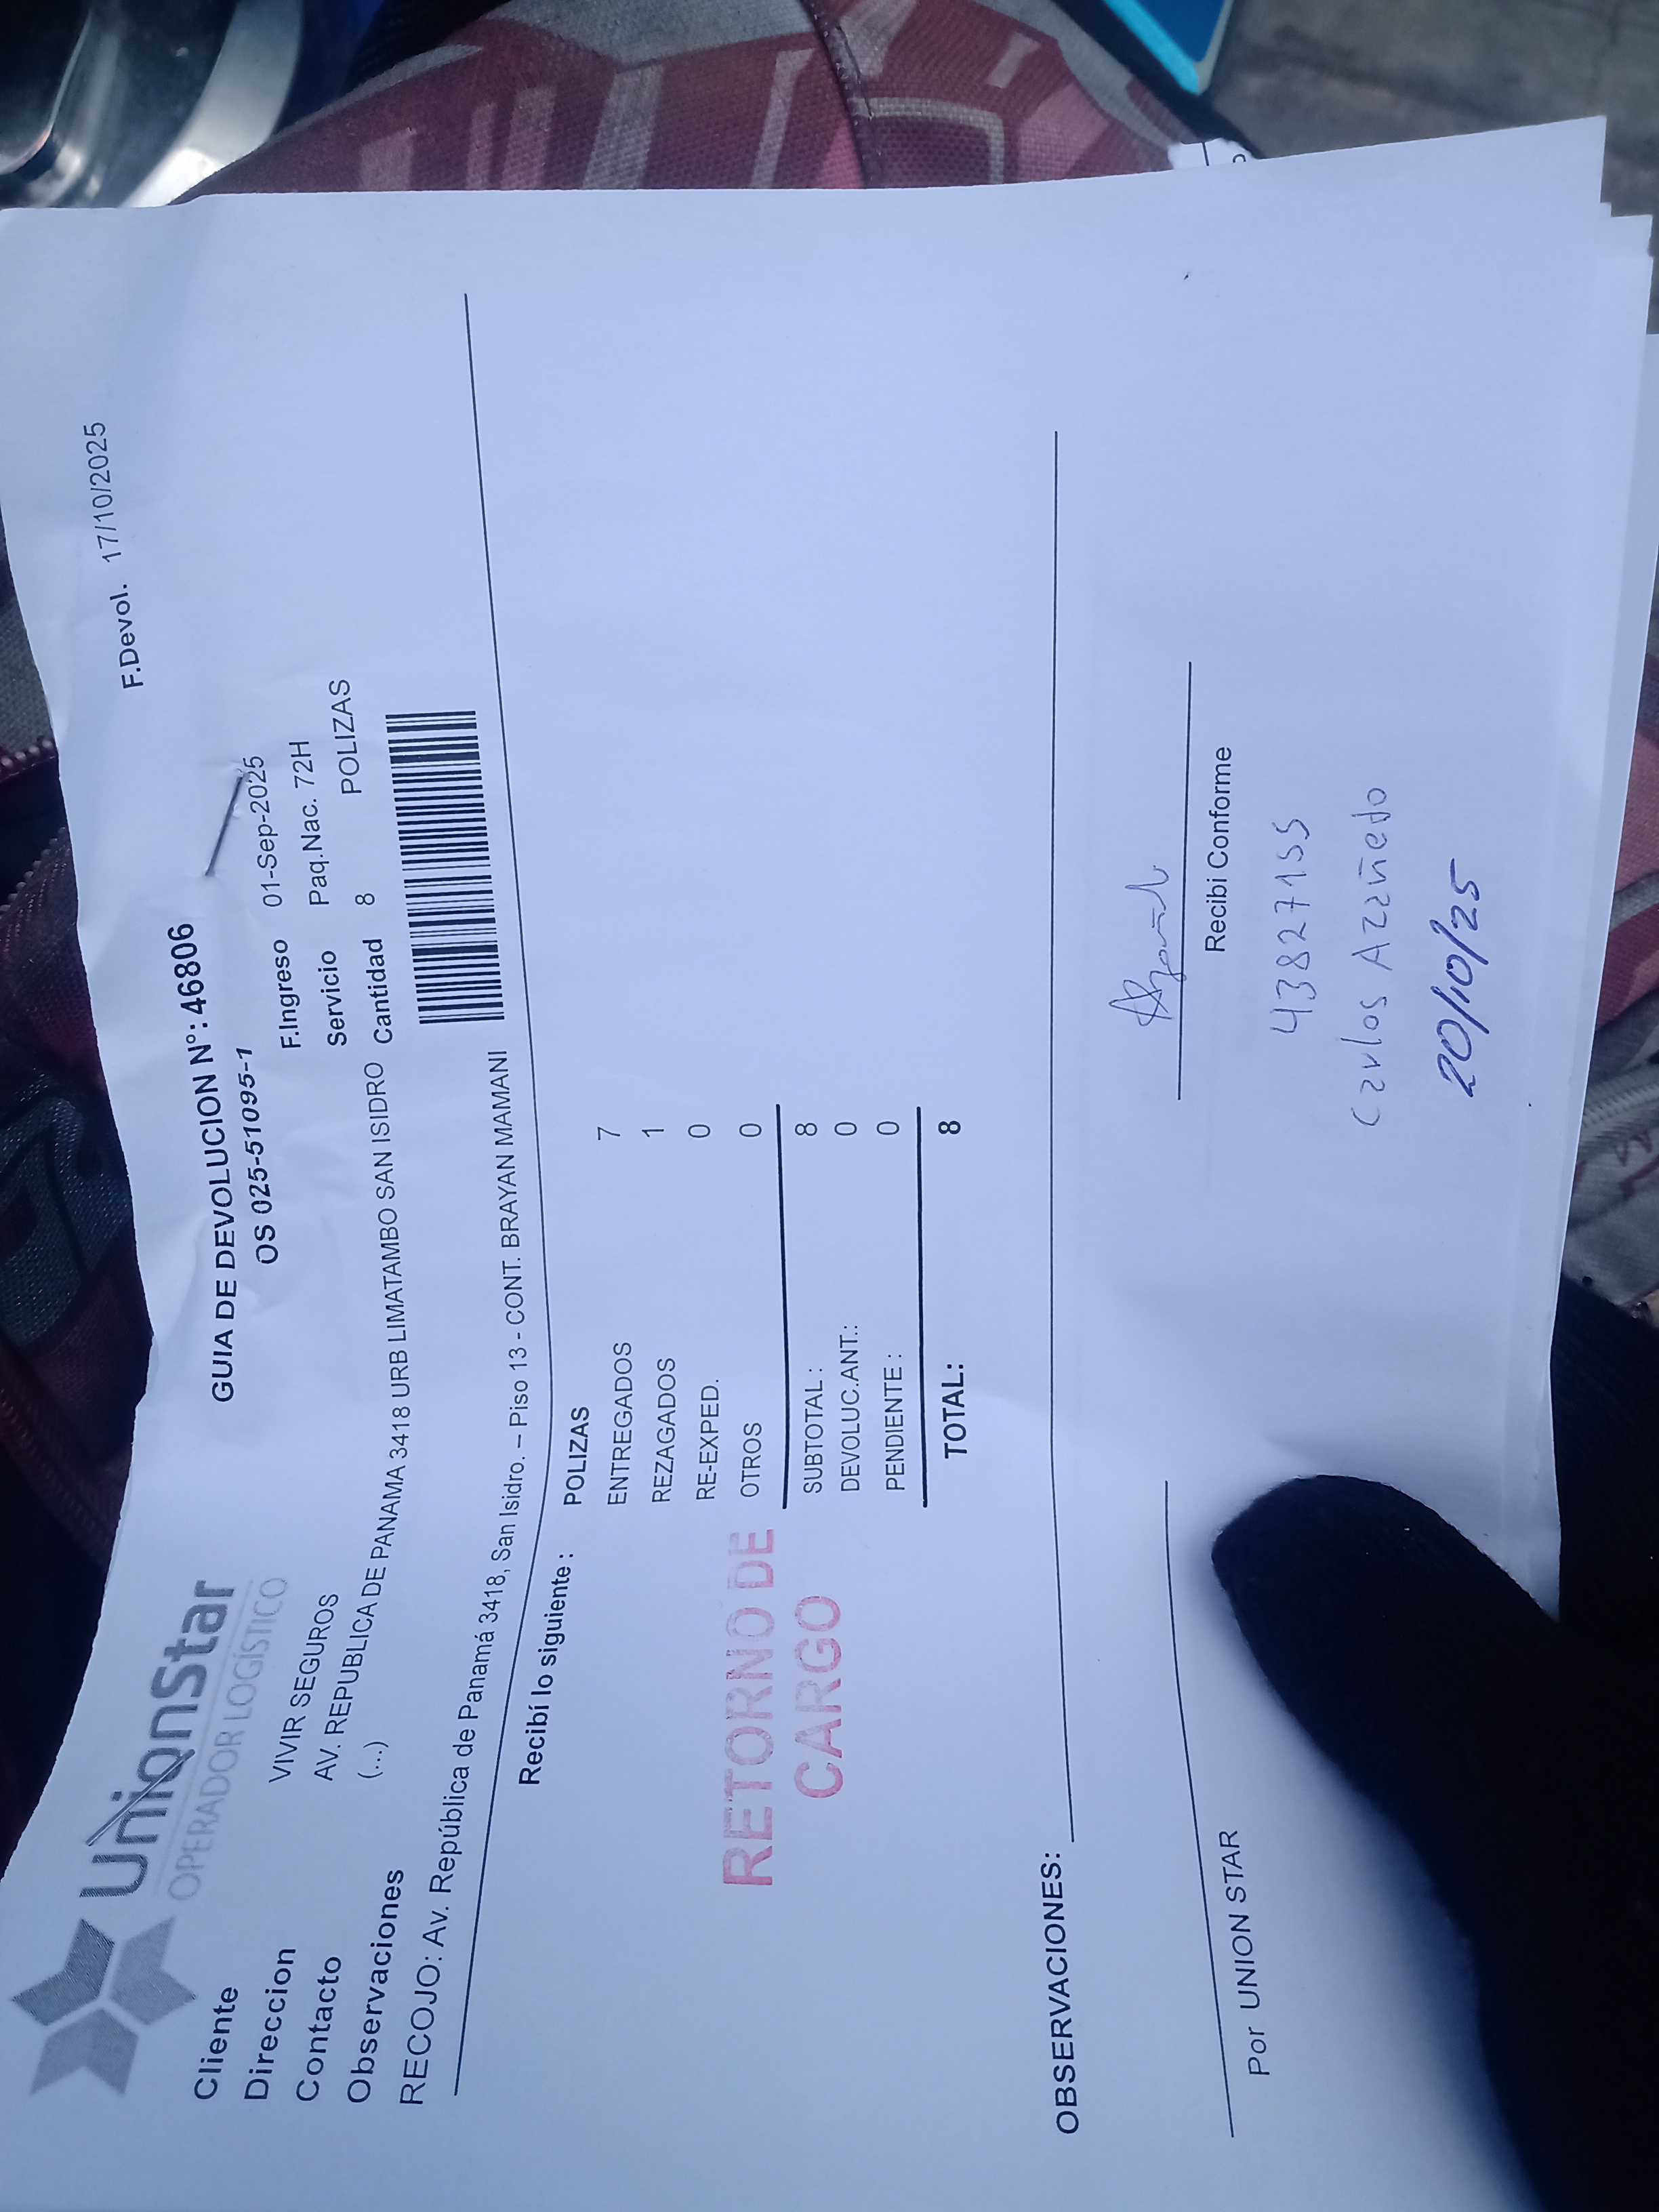 UnionStar
OPERADOR LOGÍSTICO
F.Devol. 17/10/2025
GUIA DE DEVOLUCION N°: 46806
OS 025-51095-1
Cliente VIVIR SEGUROS F.Ingreso 01-Sep-2025
Direccion AV. REPUBLICA DE PANAMA 3418 URB LIMATAMBO SAN ISIDRO Servicio Paq.Nac. 72H
Contacto (...) Cantidad 8 POLIZAS
Observaciones
RECOJO: Av. República de Panamá 3418, San Isidro. – Piso 13 - CONT. BRAYAN MAMANI
Recibí lo siguiente : POLIZAS
ENTREGADOS 7
REZAGADOS 1
RE-EXPED. 0
OTROS 0
RETORNO DE
CARGO
SUBTOTAL : 8
DEVOLUC.ANT.: 0
PENDIENTE : 0
TOTAL: 8
OBSERVACIONES:
Por UNION STAR
Recibi Conforme
43827155
Carlos Azañedo
20/10/25